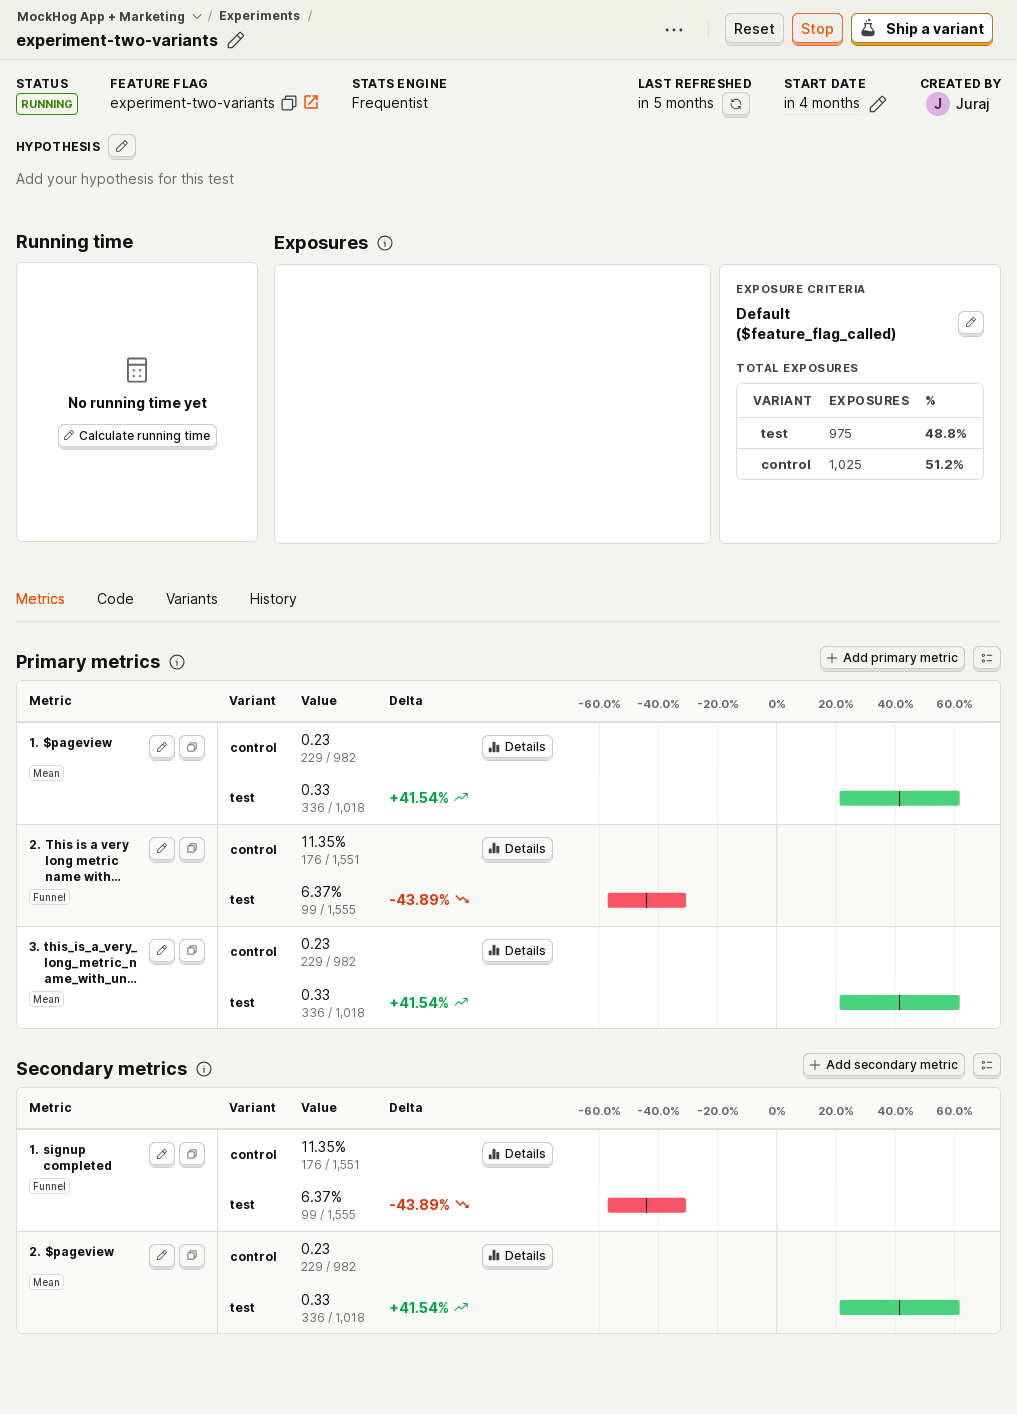 MockHog App + Marketing / Experiments /
experiment-two-variants
Reset
Stop
Ship a variant
STATUS
RUNNING
FEATURE FLAG
experiment-two-variants
STATS ENGINE
Frequentist
LAST REFRESHED
in 5 months
START DATE
in 4 months
CREATED BY
J Juraj
HYPOTHESIS
Add your hypothesis for this test
Running time
No running time yet
Calculate running time
Exposures
EXPOSURE CRITERIA
Default
($feature_flag_called)
TOTAL EXPOSURES
VARIANT EXPOSURES %
test 975 48.8%
control 1,025 51.2%
Metrics Code Variants History
Primary metrics
Add primary metric
Metric Variant Value Delta -60.0% -40.0% -20.0% 0% 20.0% 40.0% 60.0%
1. $pageview
Mean
control 0.23 Details
229 / 982
test 0.33 +41.54%
336 / 1,018
2. This is a very
long metric
name with...
Funnel
control 11.35% Details
176 / 1,551
test 6.37% -43.89%
99 / 1,555
3. this_is_a_very_
long_metric_n
ame_with_un...
Mean
control 0.23 Details
229 / 982
test 0.33 +41.54%
336 / 1,018
Secondary metrics
Add secondary metric
Metric Variant Value Delta -60.0% -40.0% -20.0% 0% 20.0% 40.0% 60.0%
1. signup
completed
Funnel
control 11.35% Details
176 / 1,551
test 6.37% -43.89%
99 / 1,555
2. $pageview
Mean
control 0.23 Details
229 / 982
test 0.33 +41.54%
336 / 1,018